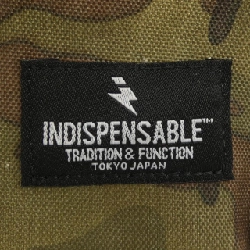 INDISPENSABLE™
TRADITION & FUNCTION
TOKYO JAPAN